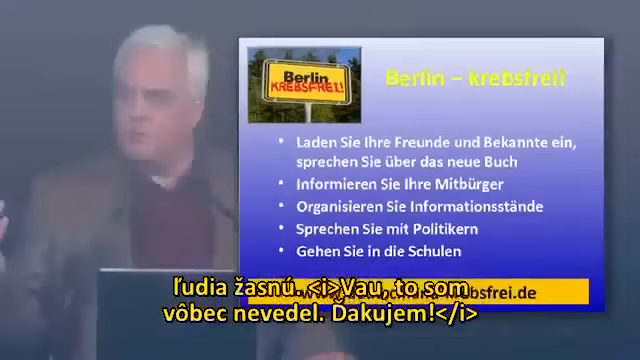 Berlin
KREBSFREI!
Berlin – krebsfrei!
• Laden Sie Ihre Freunde und Bekannte ein,
sprechen Sie über das neue Buch
• Informieren Sie Ihre Mitbürger
• Organisieren Sie Informationsstände
• Sprechen Sie mit Politikern
• Gehen Sie in die Schulen
ľudia žasnú. <i>Vau, to som
vôbec nevedel. Ďakujem!</i>